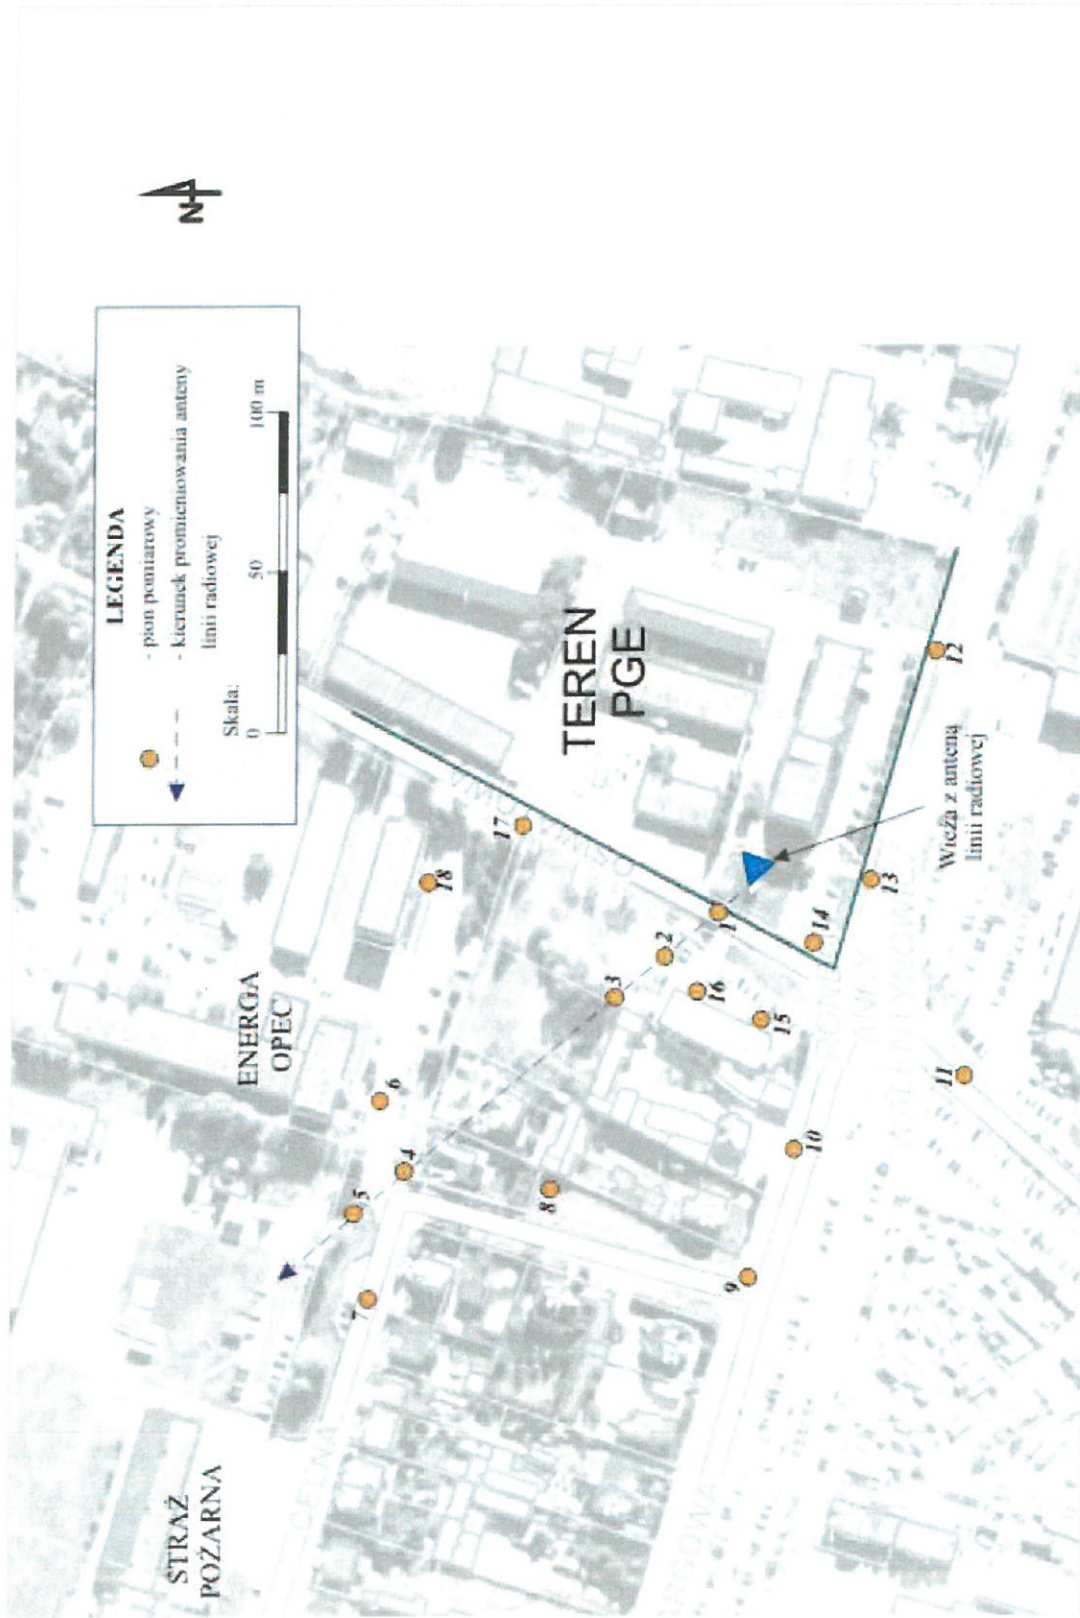 N
LEGENDA
- pion pomiarowy
- kierunek promieniowania anteny
linii radiowej
Skala:
0 50 100 m
STRAŻ
POŻARNA
ENERGA
OPEC
TEREN
PGE
Wieża z anteną
linii radiowej
1
2
3
4
5
6
7
8
9
10
11
12
13
14
15
16
17
18